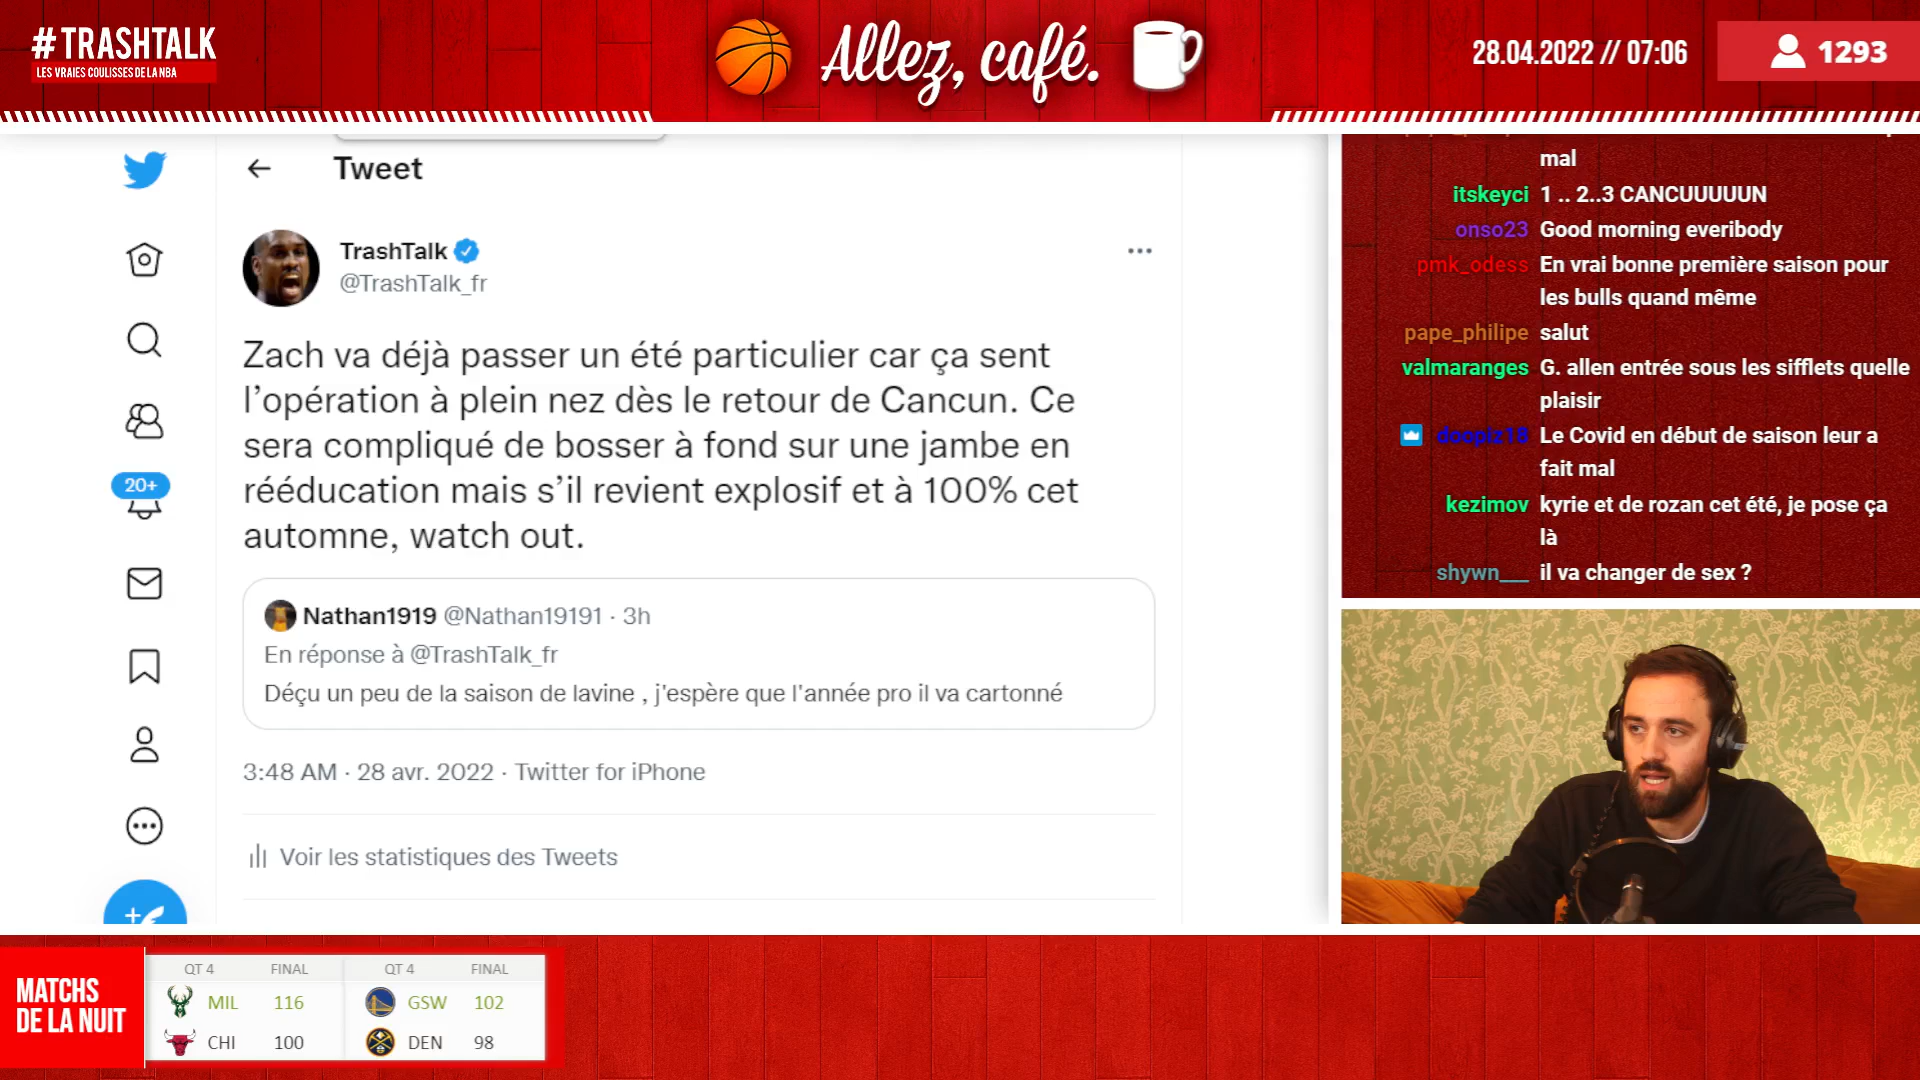 #TRASHTALK
LES VRAIES COULISSES DE LA NBA
Allez, café.
28.04.2022 // 07:06
1293
Tweet
TrashTalk
@TrashTalk_fr
Zach va déjà passer un été particulier car ça sent
l’opération à plein nez dès le retour de Cancun. Ce
sera compliqué de bosser à fond sur une jambe en
rééducation mais s’il revient explosif et à 100% cet
automne, watch out.
Nathan1919 @Nathan19191 · 3h
En réponse à @TrashTalk_fr
Déçu un peu de la saison de lavine , j'espère que l'année pro il va cartonné
3:48 AM · 28 avr. 2022 · Twitter for iPhone
Voir les statistiques des Tweets
20+
mal
itskeyci 1 .. 2..3 CANCUUUUUN
onso23 Good morning everibody
pmk_odess En vrai bonne première saison pour
les bulls quand même
pape_philipe salut
valmaranges G. allen entrée sous les sifflets quelle
plaisir
doopiz18 Le Covid en début de saison leur a
fait mal
kezimov kyrie et de rozan cet été, je pose ça
là
shywn___ il va changer de sex ?
MATCHS
DE LA NUIT
QT 4 FINAL
MIL 116
CHI 100
QT 4 FINAL
GSW 102
DEN 98